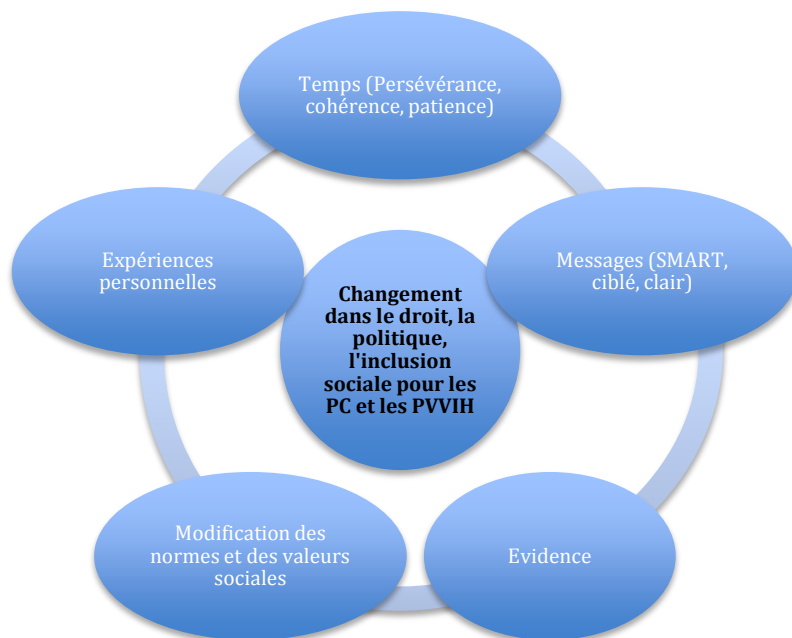 Temps (Persévérance,
cohérence, patience)
Messages (SMART,
ciblé, clair)
Evidence
Modification des
normes et des valeurs
sociales
Expériences
personnelles
Changement
dans le droit, la
politique,
l'inclusion
sociale pour les
PC et les PVVIH